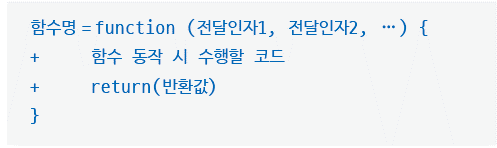 함수명 = function (전달인자1, 전달인자2, …) {
+ 함수 동작 시 수행할 코드
+ return(반환값)
}